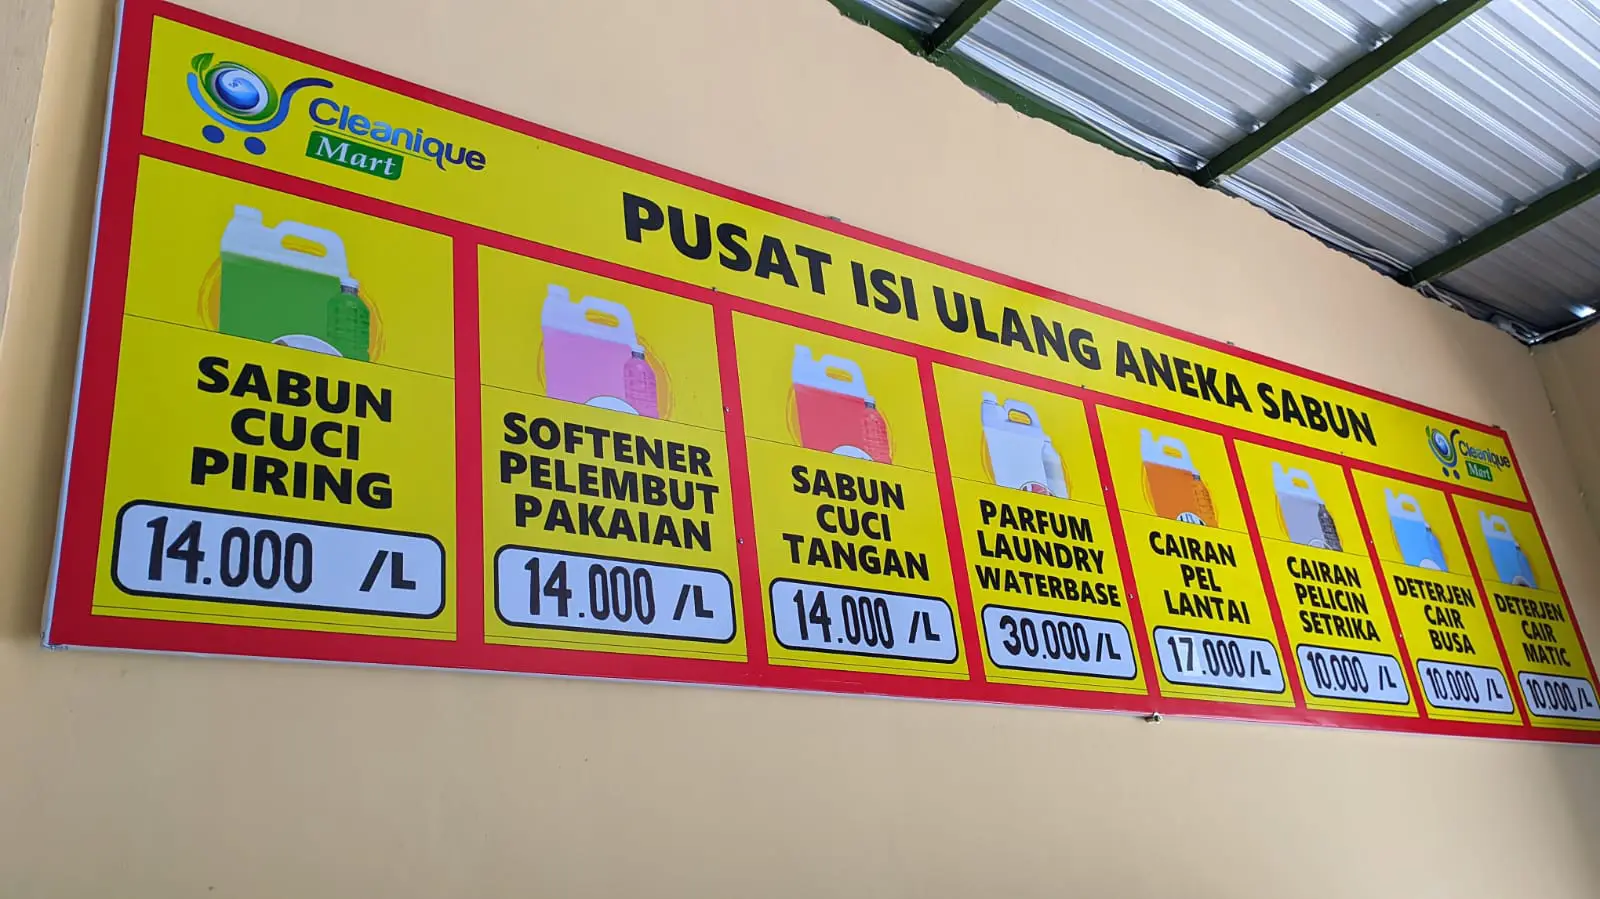 Cleanique
Mart
PUSAT ISI ULANG ANEKA SABUN
Cleanique
Mart
SABUN
CUCI
PIRING
14.000 /L
SOFTENER
PELEMBUT
PAKAIAN
14.000 /L
SABUN
CUCI
TANGAN
14.000 /L
PARFUM
LAUNDRY
WATERBASE
30.000 /L
CAIRAN
PEL
LANTAI
17.000 /L
CAIRAN
PELICIN
SETRIKA
10.000 /L
DETERJEN
CAIR
BUSA
10.000 /L
DETERJEN
CAIR
MATIC
10.000 /L